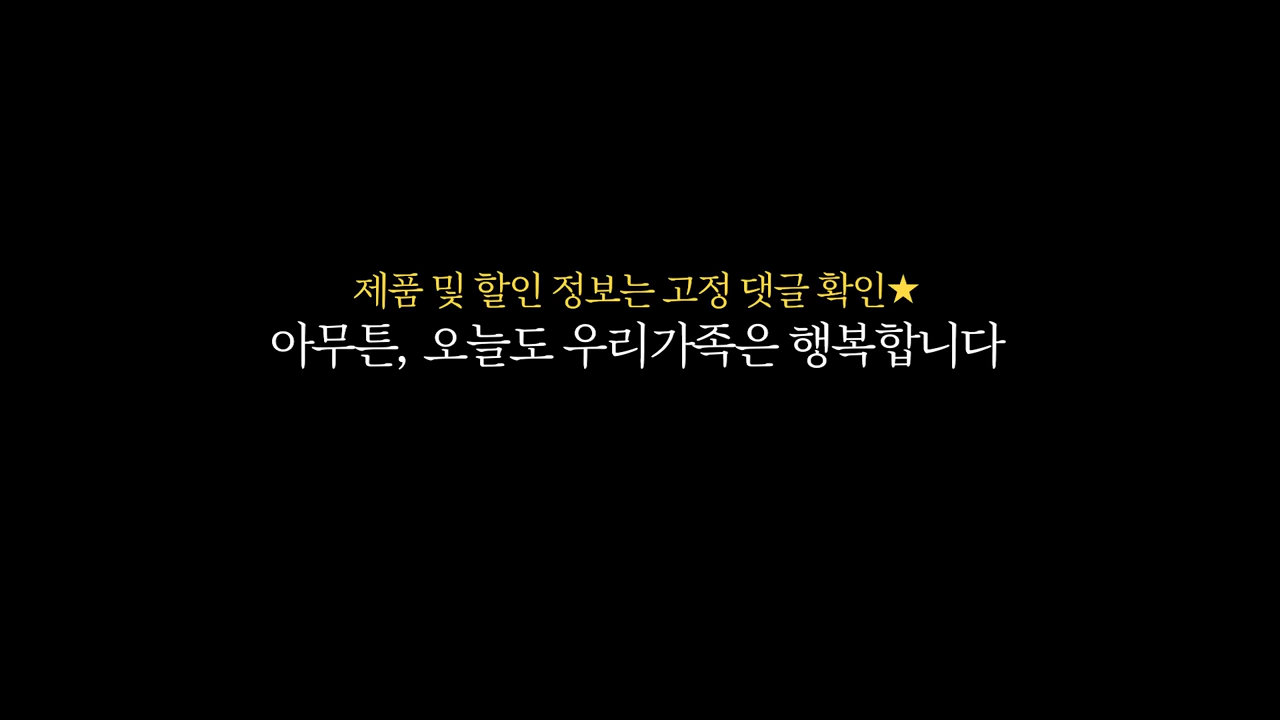 제품 및 할인 정보는 고정 댓글 확인★
아무튼, 오늘도 우리가족은 행복합니다